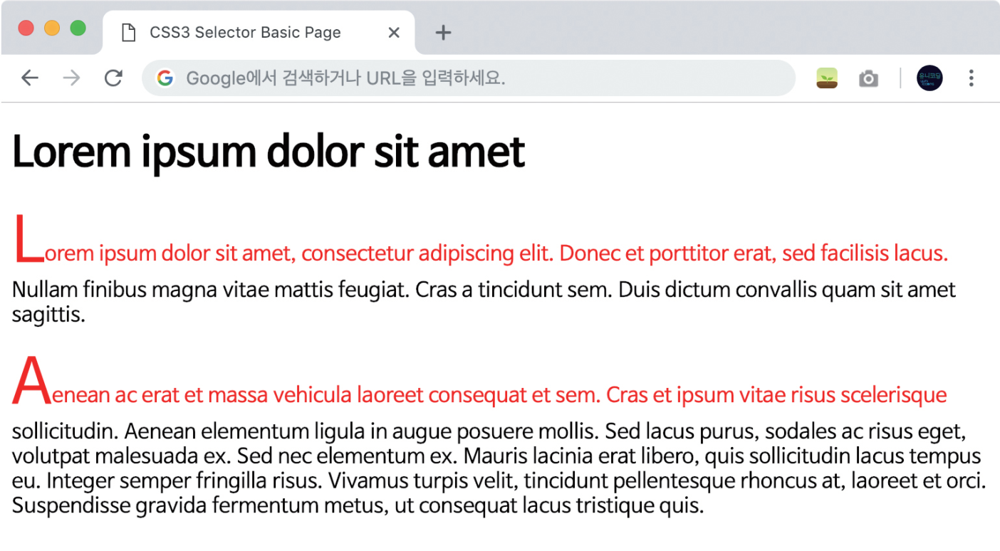 CSS3 Selector Basic Page
Google에서 검색하거나 URL을 입력하세요.
유니코딩
Lorem ipsum dolor sit amet
Lorem ipsum dolor sit amet, consectetur adipiscing elit. Donec et porttitor erat, sed facilisis lacus.
Nullam finibus magna vitae mattis feugiat. Cras a tincidunt sem. Duis dictum convallis quam sit amet
sagittis.
Aenean ac erat et massa vehicula laoreet consequat et sem. Cras et ipsum vitae risus scelerisque
sollicitudin. Aenean elementum ligula in augue posuere mollis. Sed lacus purus, sodales ac risus eget,
volutpat malesuada ex. Sed nec elementum ex. Mauris lacinia erat libero, quis sollicitudin lacus tempus
eu. Integer semper fringilla risus. Vivamus turpis velit, tincidunt pellentesque rhoncus at, laoreet et orci.
Suspendisse gravida fermentum metus, ut consequat lacus tristique quis.